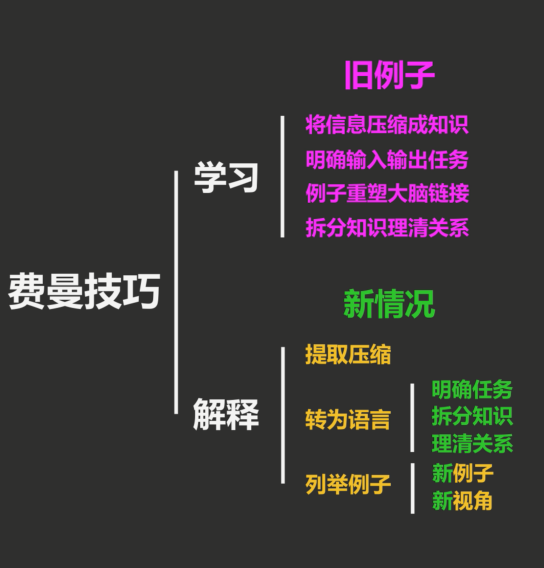 费曼技巧
学习
旧例子
将信息压缩成知识
明确输入输出任务
例子重塑大脑链接
拆分知识理清关系
解释
新情况
提取压缩
转为语言
明确任务
拆分知识
理清关系
列举例子
新例子
新视角